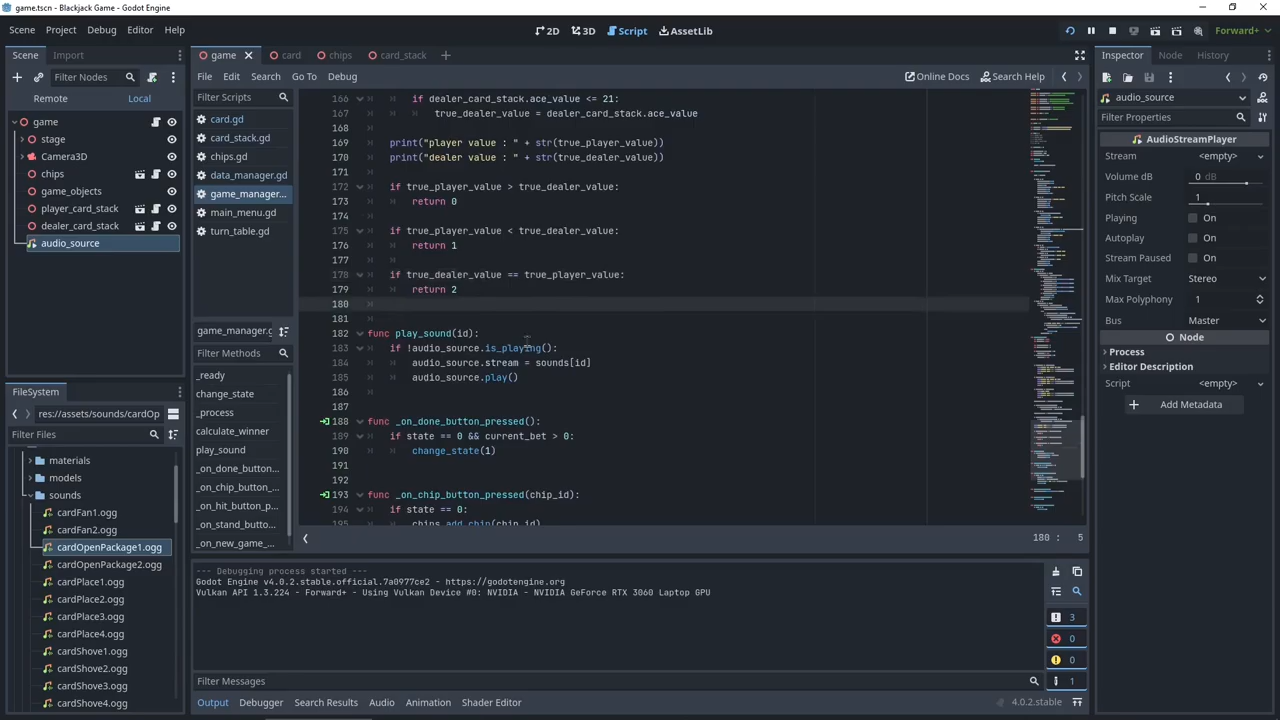 game.tscn - Blackjack Game - Godot Engine
Scene Project Debug Editor Help
2D 3D Script AssetLib
Forward+
Scene Import
Filter Nodes
Remote Local
game
stage
Camera3D
chips
game_objects
player_card_stack
dealer_card_stack
audio_source
FileSystem
res://assets/sounds/cardOp
Filter Files
materials
models
sounds
cardFan1.ogg
cardFan2.ogg
cardOpenPackage1.ogg
cardOpenPackage2.ogg
cardPlace1.ogg
cardPlace2.ogg
cardPlace3.ogg
cardPlace4.ogg
cardShove1.ogg
cardShove2.ogg
cardShove3.ogg
cardShove4.ogg
game card chips card_stack
File Edit Search Go To Debug
Online Docs Search Help
Filter Scripts
card.gd
card_stack.gd
chips.gd
data_manager.gd
game_manager...
main_menu.gd
turn_table.gd
game_manager.g
Filter Methods
_ready
change_state
_process
calculate_winner
play_sound
_on_done_button...
_on_chip_button_...
_on_hit_button_p...
_on_stand_butto...
_on_new_game_...
166 if dealer_card_stack.ace_value <= 21:
167 true_dealer_value = dealer_card_stack.ace_value
168
169 print("player value : " + str(true_player_value))
170 print("dealer value : " + str(true_dealer_value))
171
172 if true_player_value > true_dealer_value:
173 return 0
174
175 if true_player_value < true_dealer_value:
176 return 1
177
178 if true_dealer_value == true_player_value:
179 return 2
180
181
182 func play_sound(id):
183 if !audio_source.is_playing():
184 audio_source.stream = sounds[id]
185 audio_source.play()
186
187
188 func _on_done_button_pressed():
189 if state == 0 && current_bet > 0:
190 change_state(1)
191
192
193 func _on_chip_button_pressed(chip_id):
194 if state == 0:
195 chips.add_chip(chip_id)
180 : 5
--- Debugging process started ---
Godot Engine v4.0.2.stable.official.7a0977ce2 - https://godotengine.org
Vulkan API 1.3.224 - Forward+ - Using Vulkan Device #0: NVIDIA - NVIDIA GeForce RTX 3060 Laptop GPU
3
0
0
1
Filter Messages
Output Debugger Search Results Audio Animation Shader Editor
4.0.2.stable
Inspector Node History
audio_source
Filter Properties
AudioStreamPlayer
Stream <empty>
Volume dB 0 dB
Pitch Scale 1
Playing On
Autoplay On
Stream Paused On
Mix Target Stereo
Max Polyphony 1
Bus Master
Node
Process
Editor Description
Script <empty>
Add Metadata